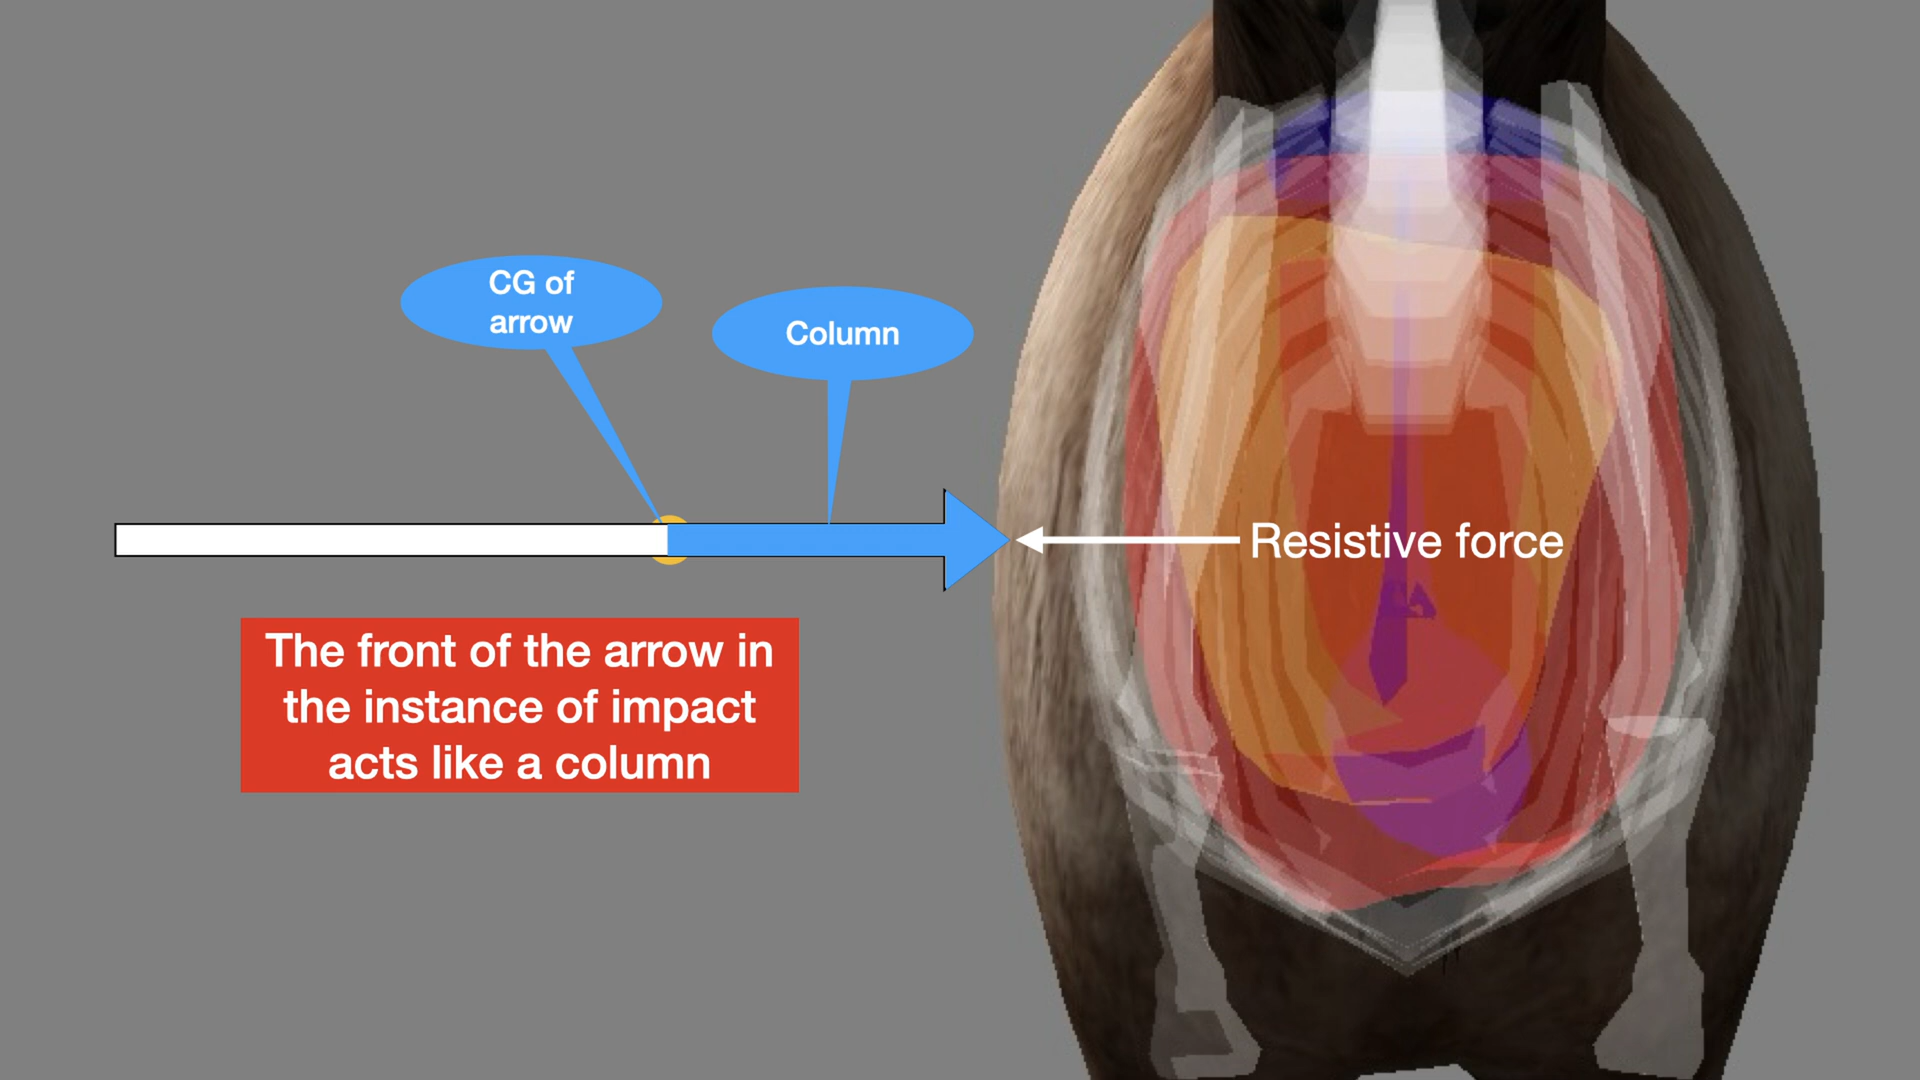 CG of
arrow
Column
Resistive force
The front of the arrow in
the instance of impact
acts like a column